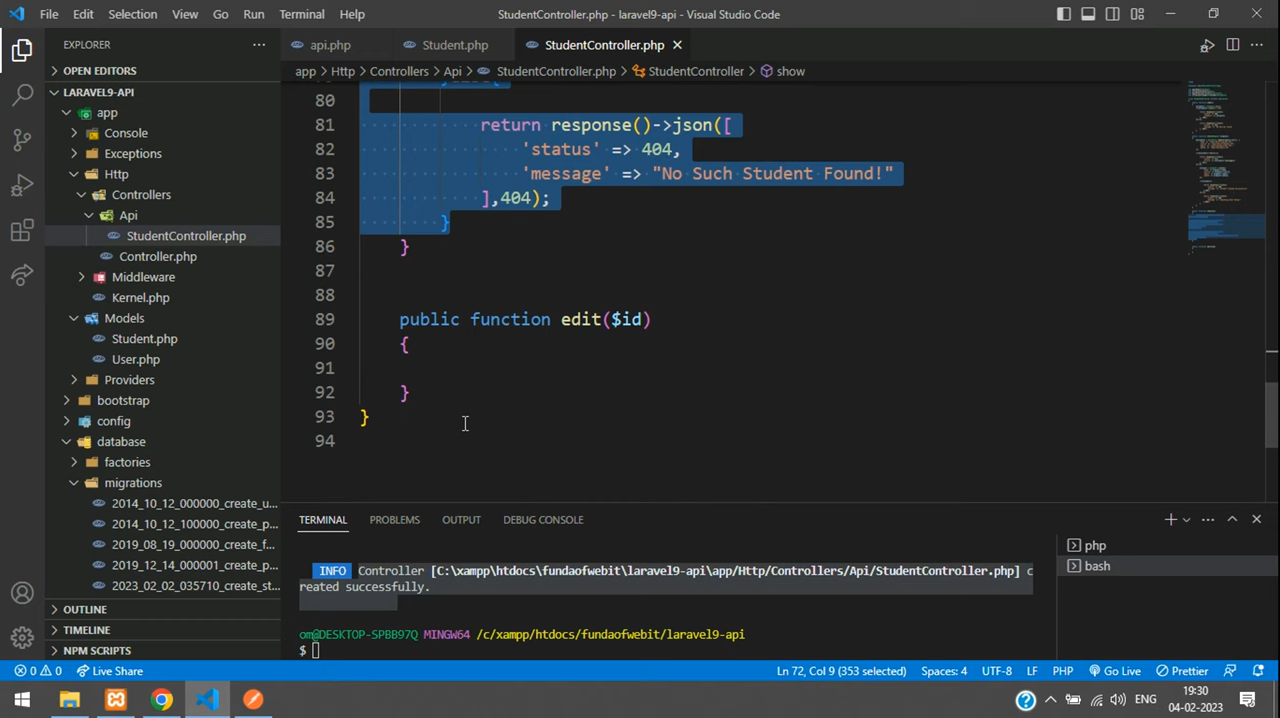 File Edit Selection View Go Run Terminal Help
StudentController.php - laravel9-api - Visual Studio Code
EXPLORER
OPEN EDITORS
LARAVEL9-API
app
Console
Exceptions
Http
Controllers
Api
StudentController.php
Controller.php
Middleware
Kernel.php
Models
Student.php
User.php
Providers
bootstrap
config
database
factories
migrations
2014_10_12_000000_create_u...
2014_10_12_100000_create_p...
2019_08_19_000000_create_f...
2019_12_14_000001_create_p...
2023_02_02_035710_create_st...
OUTLINE
TIMELINE
NPM SCRIPTS
api.php Student.php StudentController.php
app > Http > Controllers > Api > StudentController.php > StudentController > show
80
81 return response()->json([
82 'status' => 404,
83 'message' => "No Such Student Found!"
84 ],404);
85 }
86 }
87
88
89 public function edit($id)
90 {
91
92 }
93 }
94
TERMINAL PROBLEMS OUTPUT DEBUG CONSOLE
INFO Controller [C:\xampp\htdocs\fundaofwebit\laravel9-api\app/Http/Controllers/Api/StudentController.php] c
reated successfully.
om@DESKTOP-SPBB97Q MINGW64 /c/xampp/htdocs/fundaofwebit/laravel9-api
$
php
bash
0 0 Live Share Ln 72, Col 9 (353 selected) Spaces: 4 UTF-8 LF PHP Go Live Prettier
ENG 19:30
04-02-2023